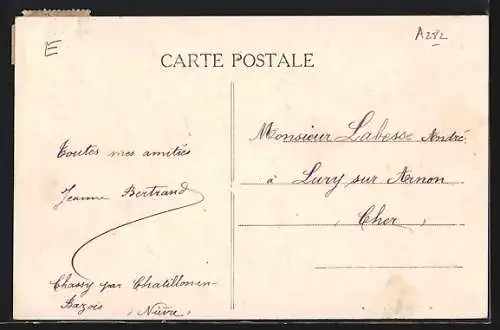 E
A282
CARTE POSTALE
Toutes mes amitiés
Jeanne Bertrand
Chassy par Chatillon-en-
Bazois (Nièvre)
Monsieur Labesse André
à Lury sur Arnon
(Cher)